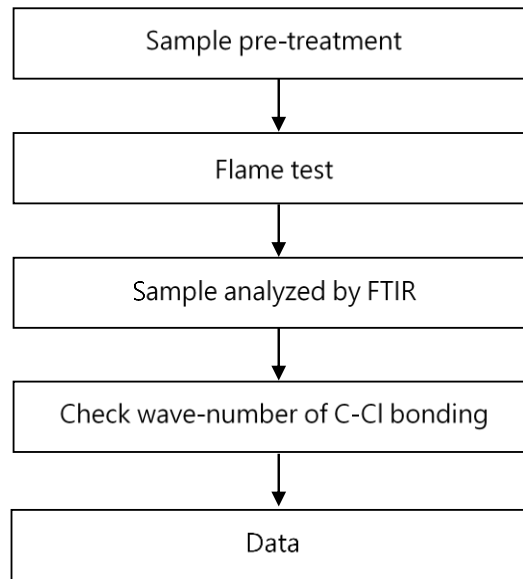 Sample pre-treatment
Flame test
Sample analyzed by FTIR
Check wave-number of C-Cl bonding
Data